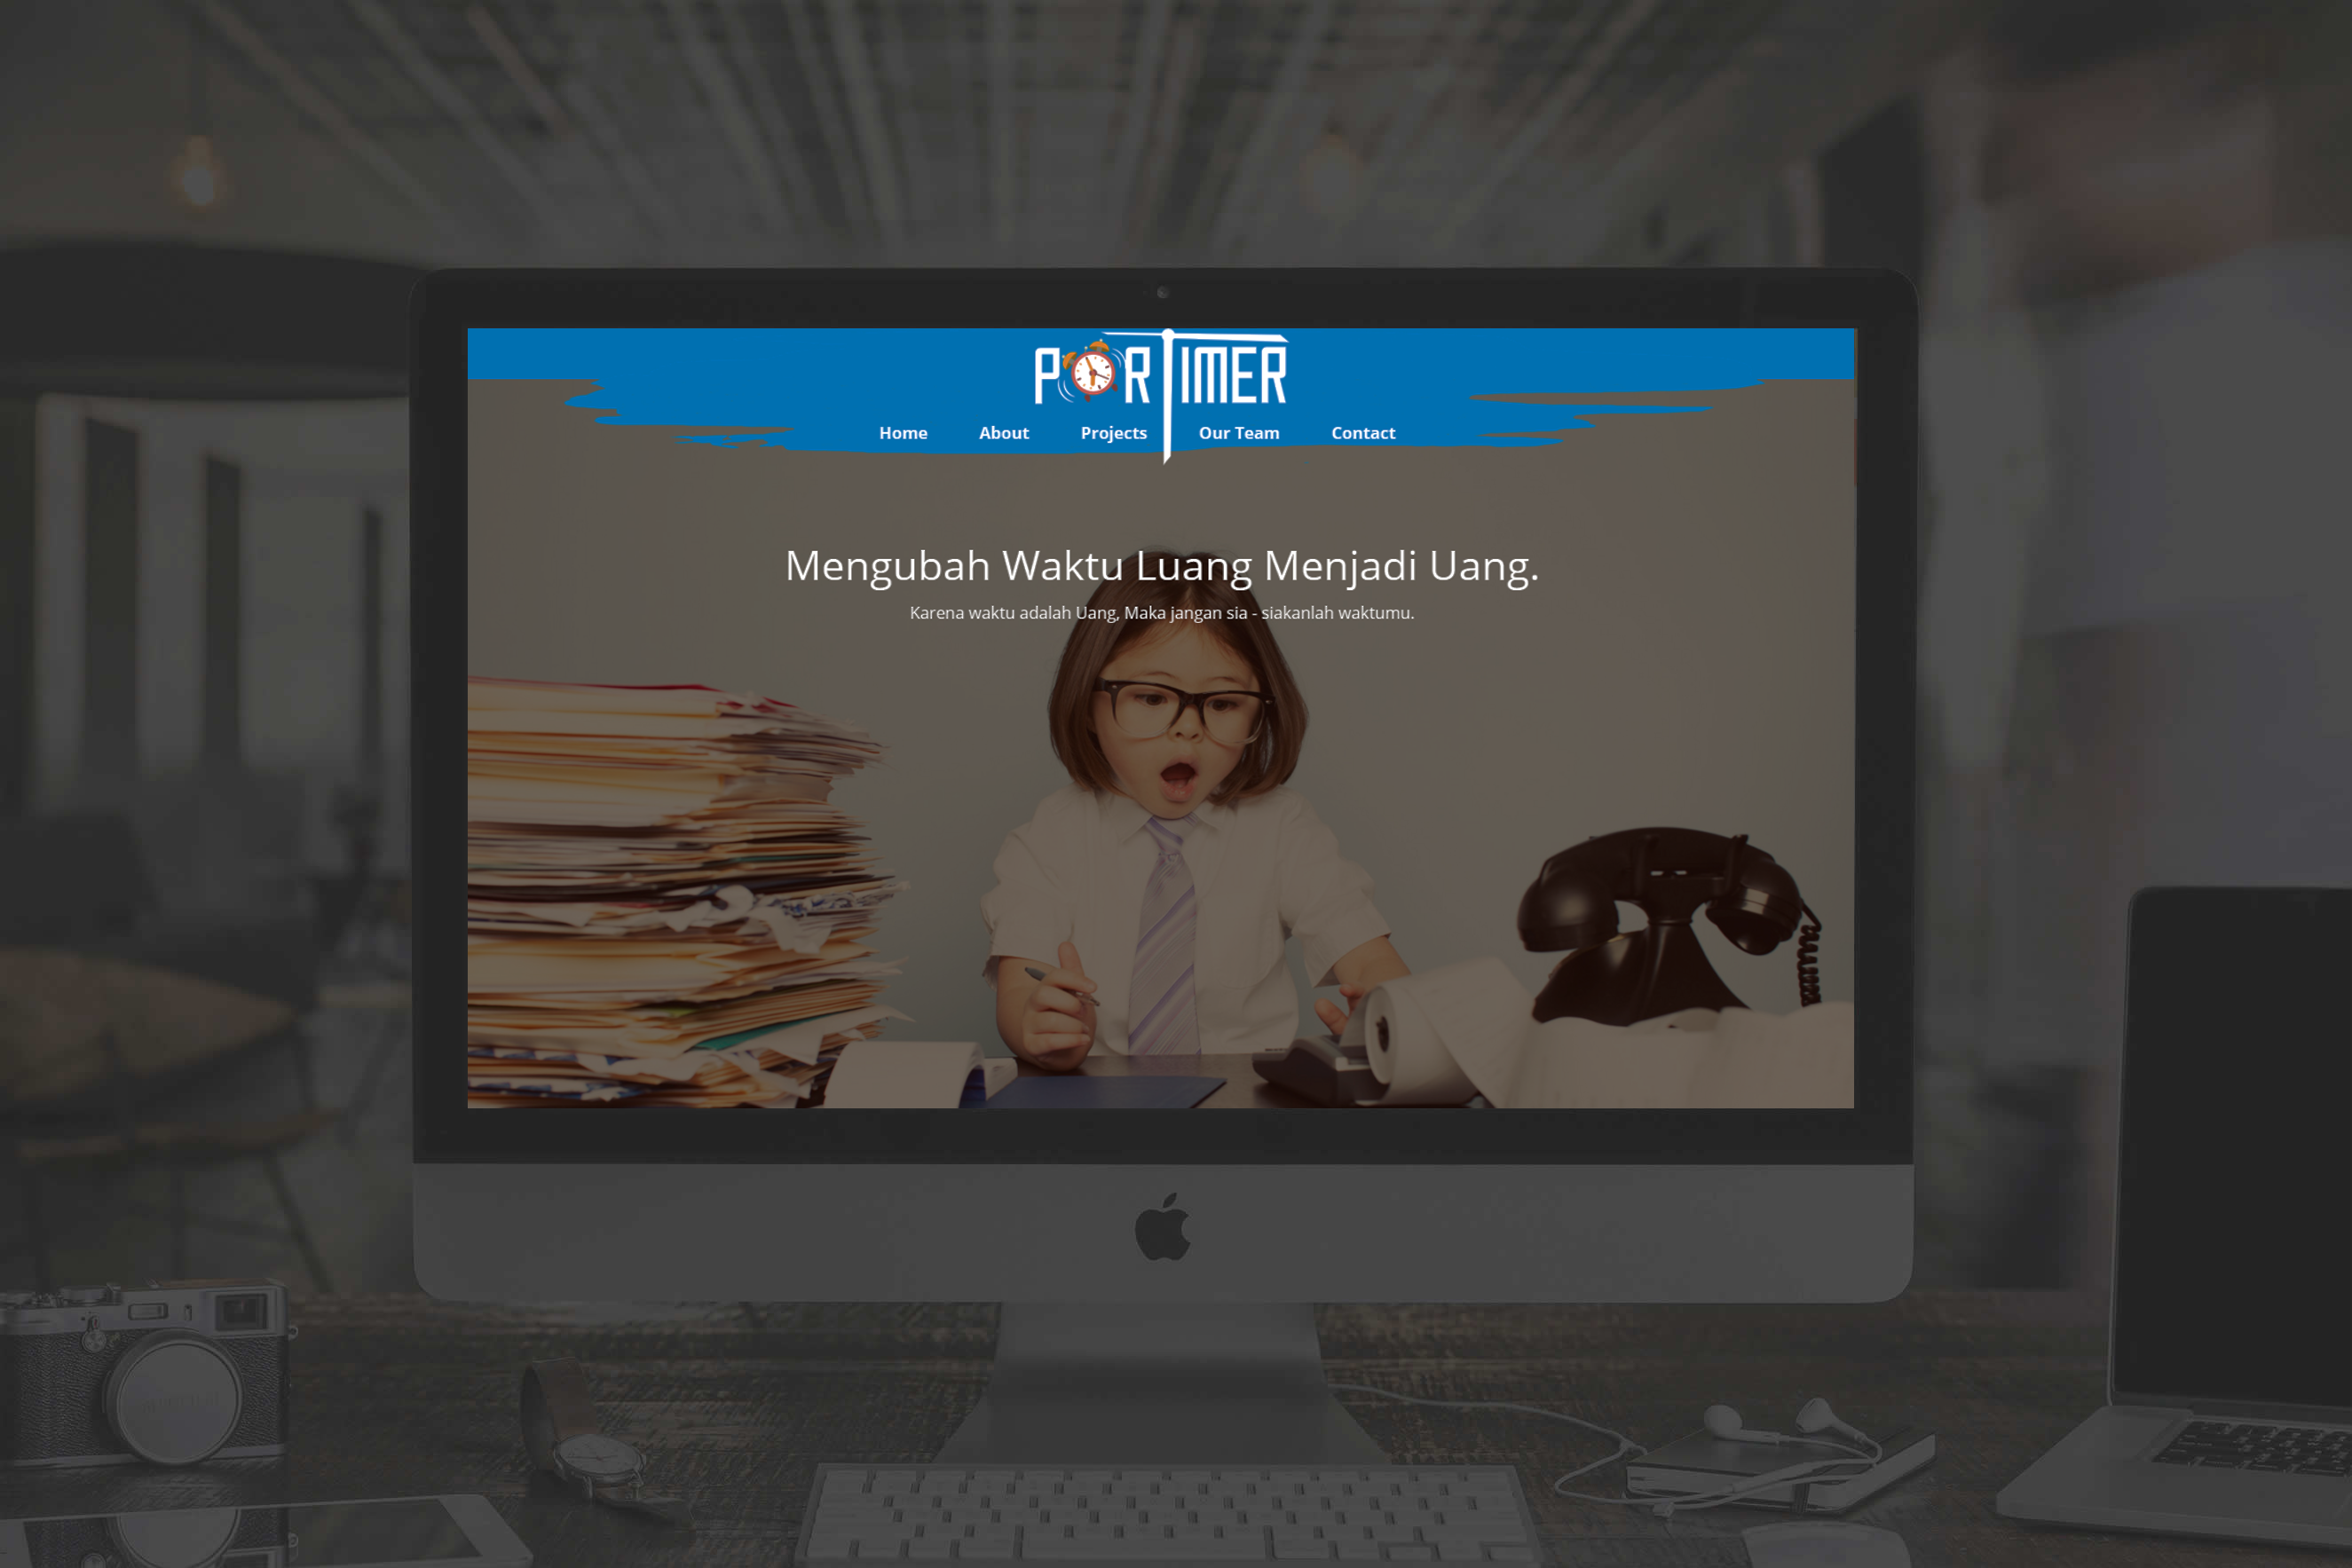 PORTIMER
Home About Projects Our Team Contact
Mengubah Waktu Luang Menjadi Uang.
Karena waktu adalah Uang, Maka jangan sia - siakanlah waktumu.